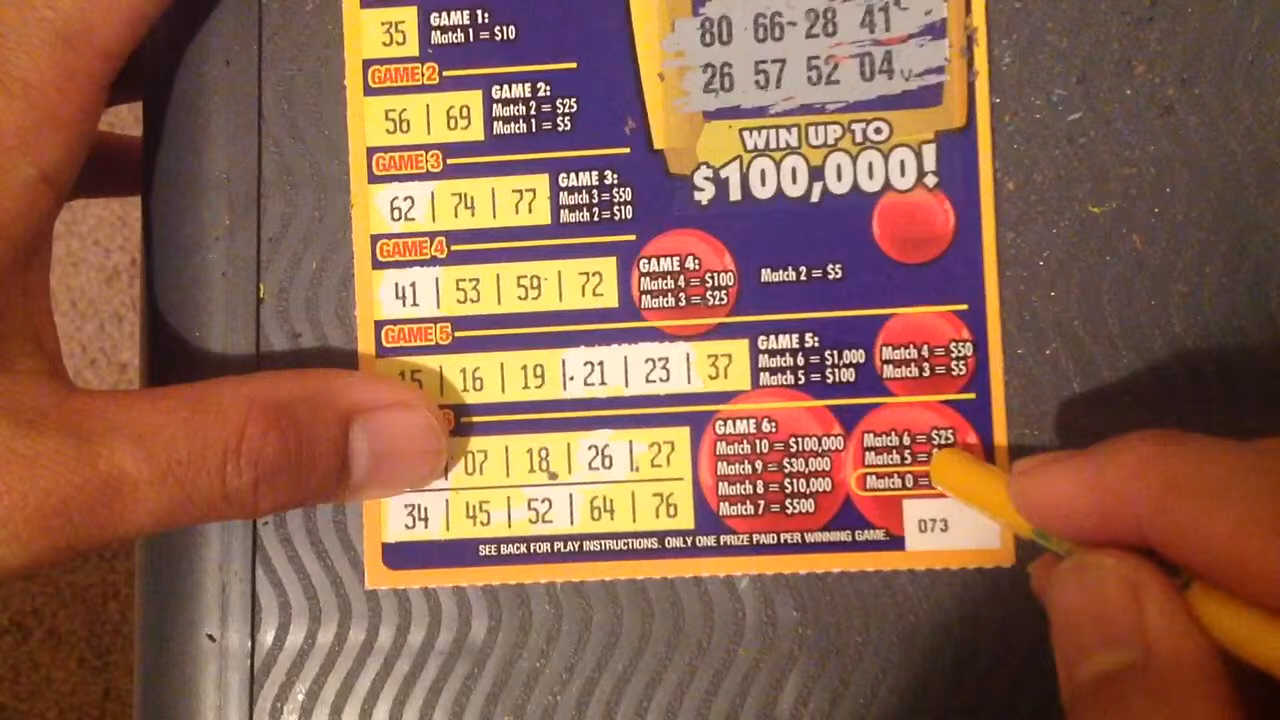 80 66 28 41
26 57 52 04
WIN UP TO
$100,000!
35
GAME 1:
Match 1 = $10
GAME 2
56 | 69
GAME 2:
Match 2 = $25
Match 1 = $5
GAME 3
62 | 74 | 77
GAME 3:
Match 3 = $50
Match 2 = $10
GAME 4
41 | 53 | 59 | 72
GAME 4:
Match 4 = $100
Match 3 = $25
Match 2 = $5
GAME 5
15 | 16 | 19 | 21 | 23 | 37
GAME 5:
Match 6 = $1,000
Match 5 = $100
Match 4 = $50
Match 3 = $5
07 | 18 | 26 | 27
34 | 45 | 52 | 64 | 76
GAME 6:
Match 10 = $100,000
Match 9 = $30,000
Match 8 = $10,000
Match 7 = $500
Match 6 = $25
Match 5 =
Match 0 =
073
SEE BACK FOR PLAY INSTRUCTIONS. ONLY ONE PRIZE PAID PER WINNING GAME.